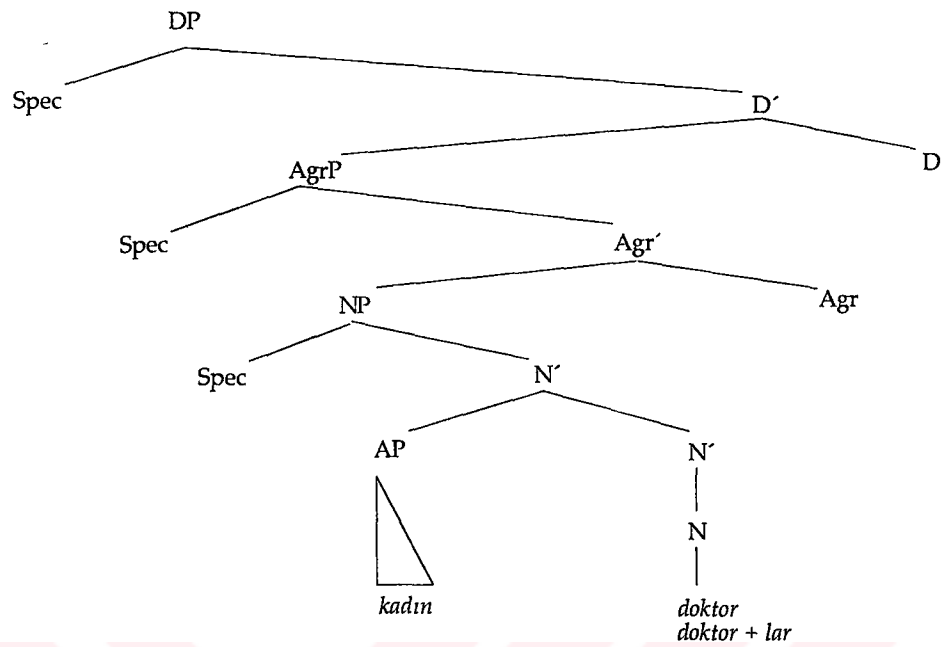 DP
Spec
D´
AgrP
D
Spec
Agr´
NP
Agr
Spec
N´
AP
N´
N
kadın
doktor
doktor + lar